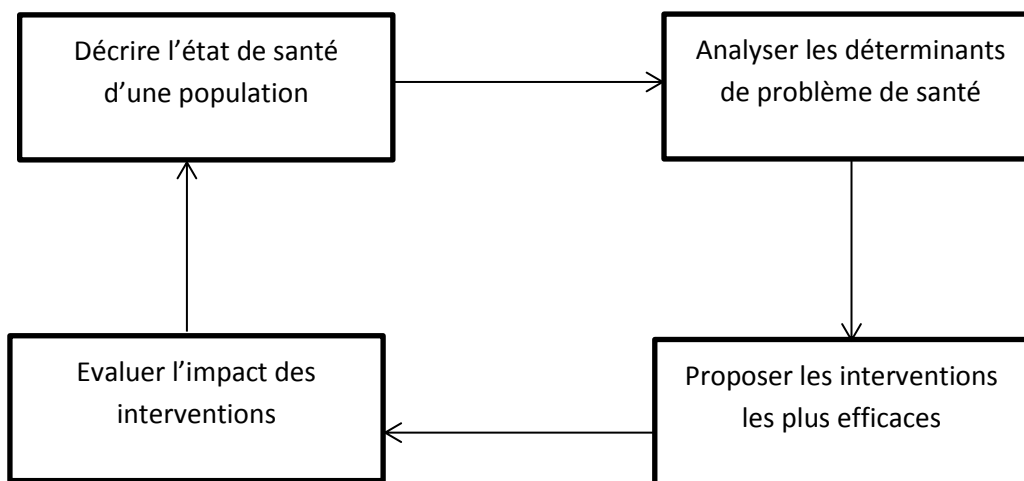 Décrire l’état de santé
d’une population
Analyser les déterminants
de problème de santé
Proposer les interventions
les plus efficaces
Evaluer l’impact des
interventions